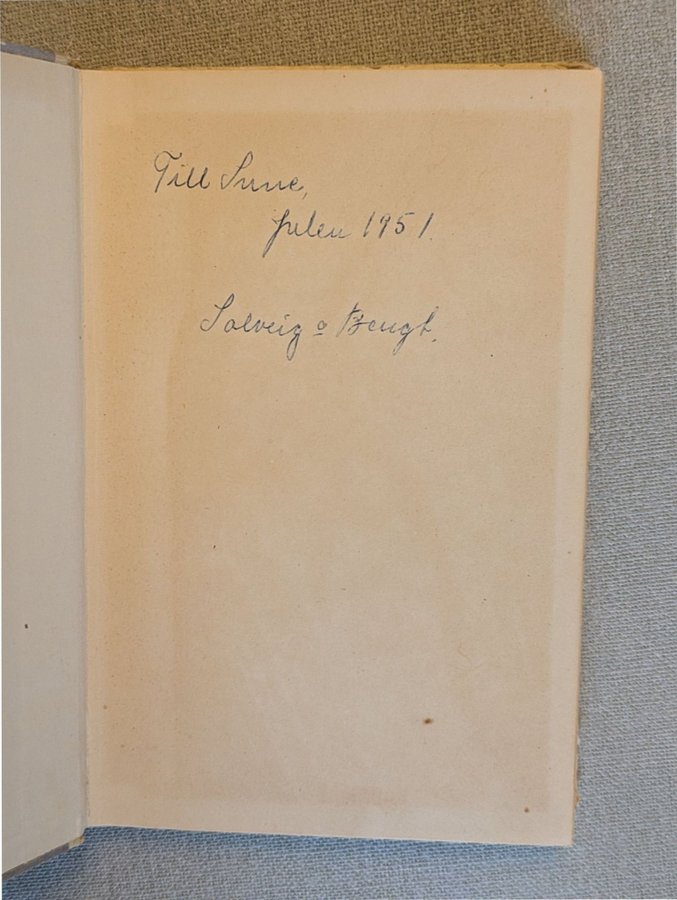 Till Sune,
Julen 1951.
Solveig o Bengt.